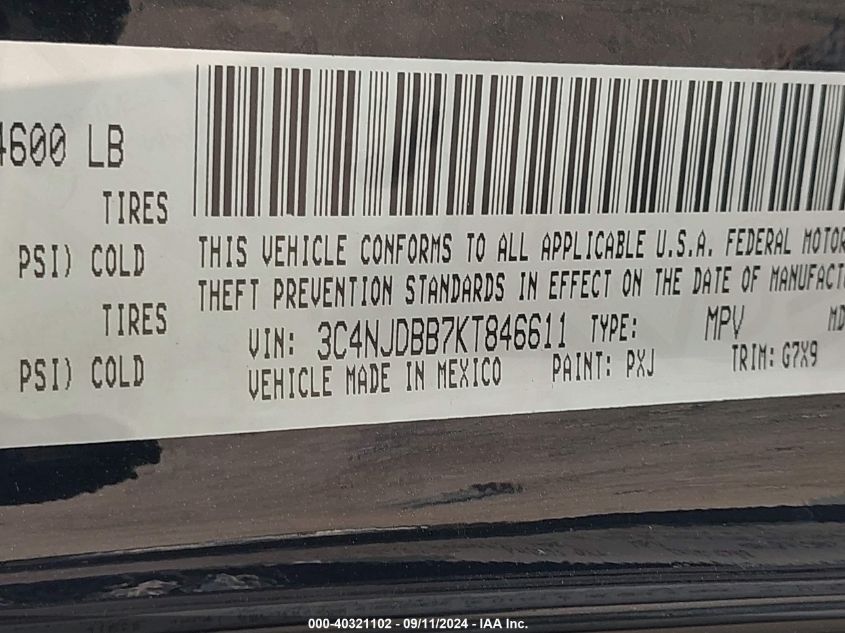 4600 LB
TIRES
PSI) COLD
TIRES
PSI) COLD
THIS VEHICLE CONFORMS TO ALL APPLICABLE U.S.A. FEDERAL MOTOR
THEFT PREVENTION STANDARDS IN EFFECT ON THE DATE OF MANUFACT
VIN: 3C4NJDBB7KT846611 TYPE: MPV MD
VEHICLE MADE IN MEXICO PAINT: PXJ TRIM: G7X9
000-40321102 - 09/11/2024 - IAA Inc.